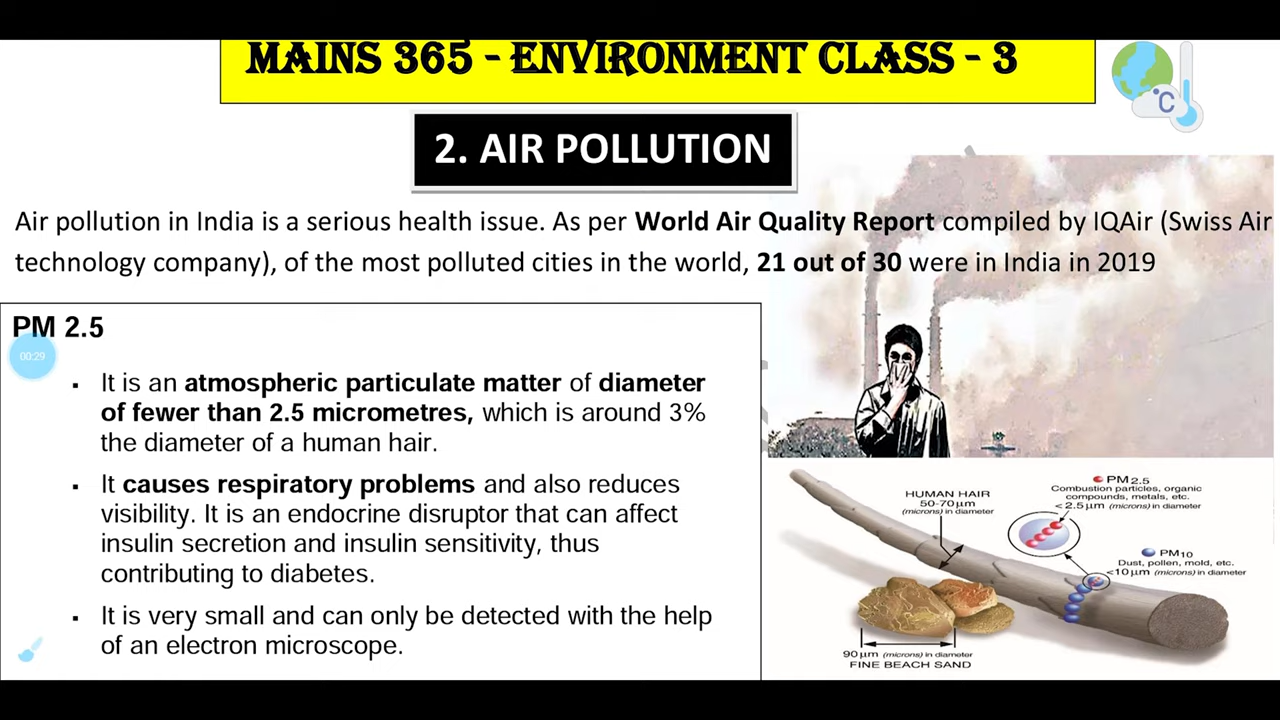 MAINS 365 - ENVIRONMENT CLASS - 3
°C
2. AIR POLLUTION
Air pollution in India is a serious health issue. As per World Air Quality Report compiled by IQAir (Swiss Air
technology company), of the most polluted cities in the world, 21 out of 30 were in India in 2019
PM 2.5
00:29
▪ It is an atmospheric particulate matter of diameter
of fewer than 2.5 micrometres, which is around 3%
the diameter of a human hair.
▪ It causes respiratory problems and also reduces
visibility. It is an endocrine disruptor that can affect
insulin secretion and insulin sensitivity, thus
contributing to diabetes.
▪ It is very small and can only be detected with the help
of an electron microscope.
HUMAN HAIR
50-70µm
(microns) in diameter
PM2.5
Combustion particles, organic
compounds, metals, etc.
<2.5µm (microns) in diameter
PM10
Dust, pollen, mold, etc.
<10µm (microns) in diameter
90µm (microns) in diameter
FINE BEACH SAND